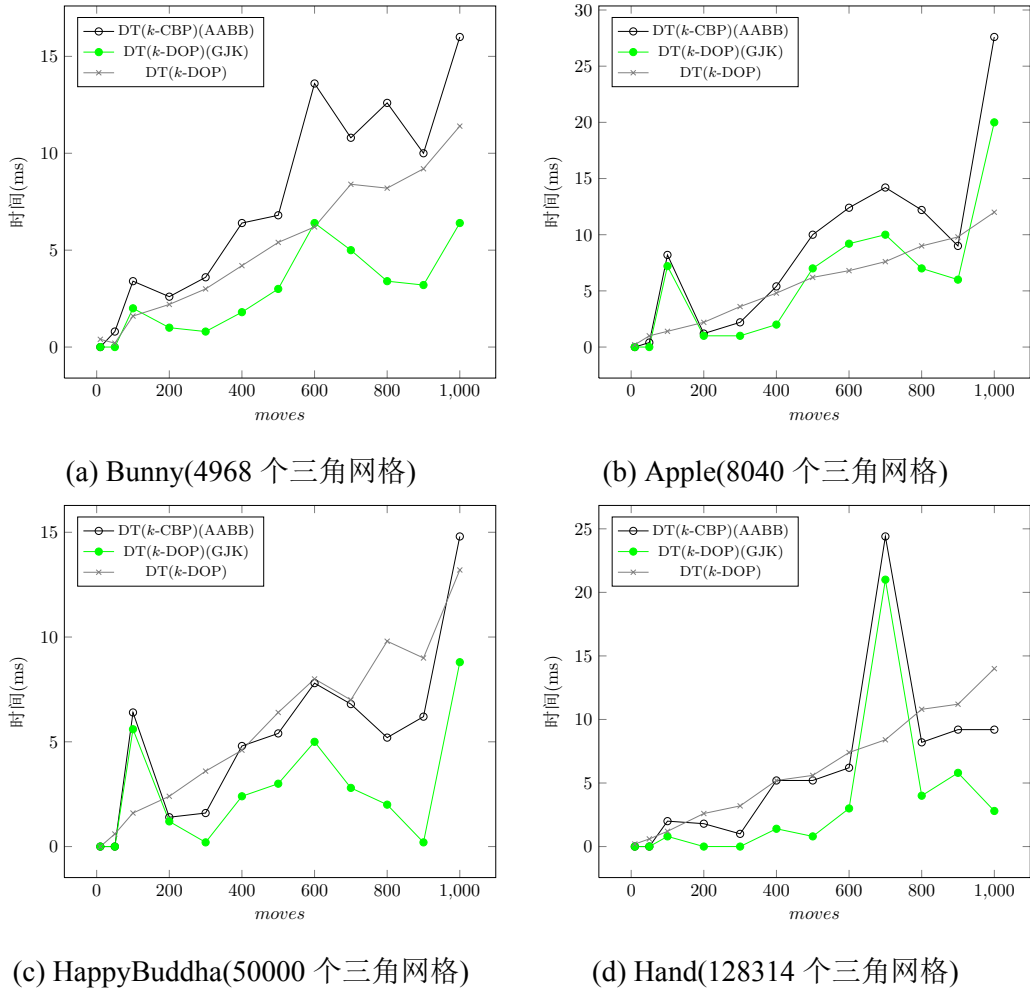 DT(k-CBP)(AABB)
DT(k-DOP)(GJK)
DT(k-DOP)
15
10
5
0
时间(ms)
0 200 400 600 800 1,000
moves
(a) Bunny(4968 个三角网格)
DT(k-CBP)(AABB)
DT(k-DOP)(GJK)
DT(k-DOP)
30
25
20
15
10
5
0
时间(ms)
0 200 400 600 800 1,000
moves
(b) Apple(8040 个三角网格)
DT(k-CBP)(AABB)
DT(k-DOP)(GJK)
DT(k-DOP)
15
10
5
0
时间(ms)
0 200 400 600 800 1,000
moves
(c) HappyBuddha(50000 个三角网格)
DT(k-CBP)(AABB)
DT(k-DOP)(GJK)
DT(k-DOP)
25
20
15
10
5
0
时间(ms)
0 200 400 600 800 1,000
moves
(d) Hand(128314 个三角网格)